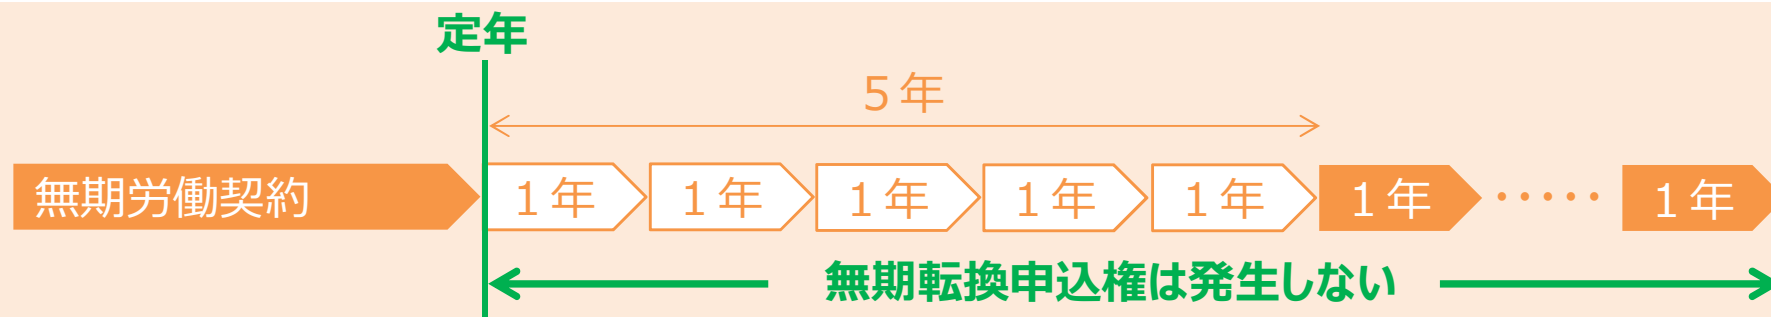 定年
５年
無期労働契約
１年
１年
１年
１年
１年
１年
・・・・・
１年
無期転換申込権は発生しない